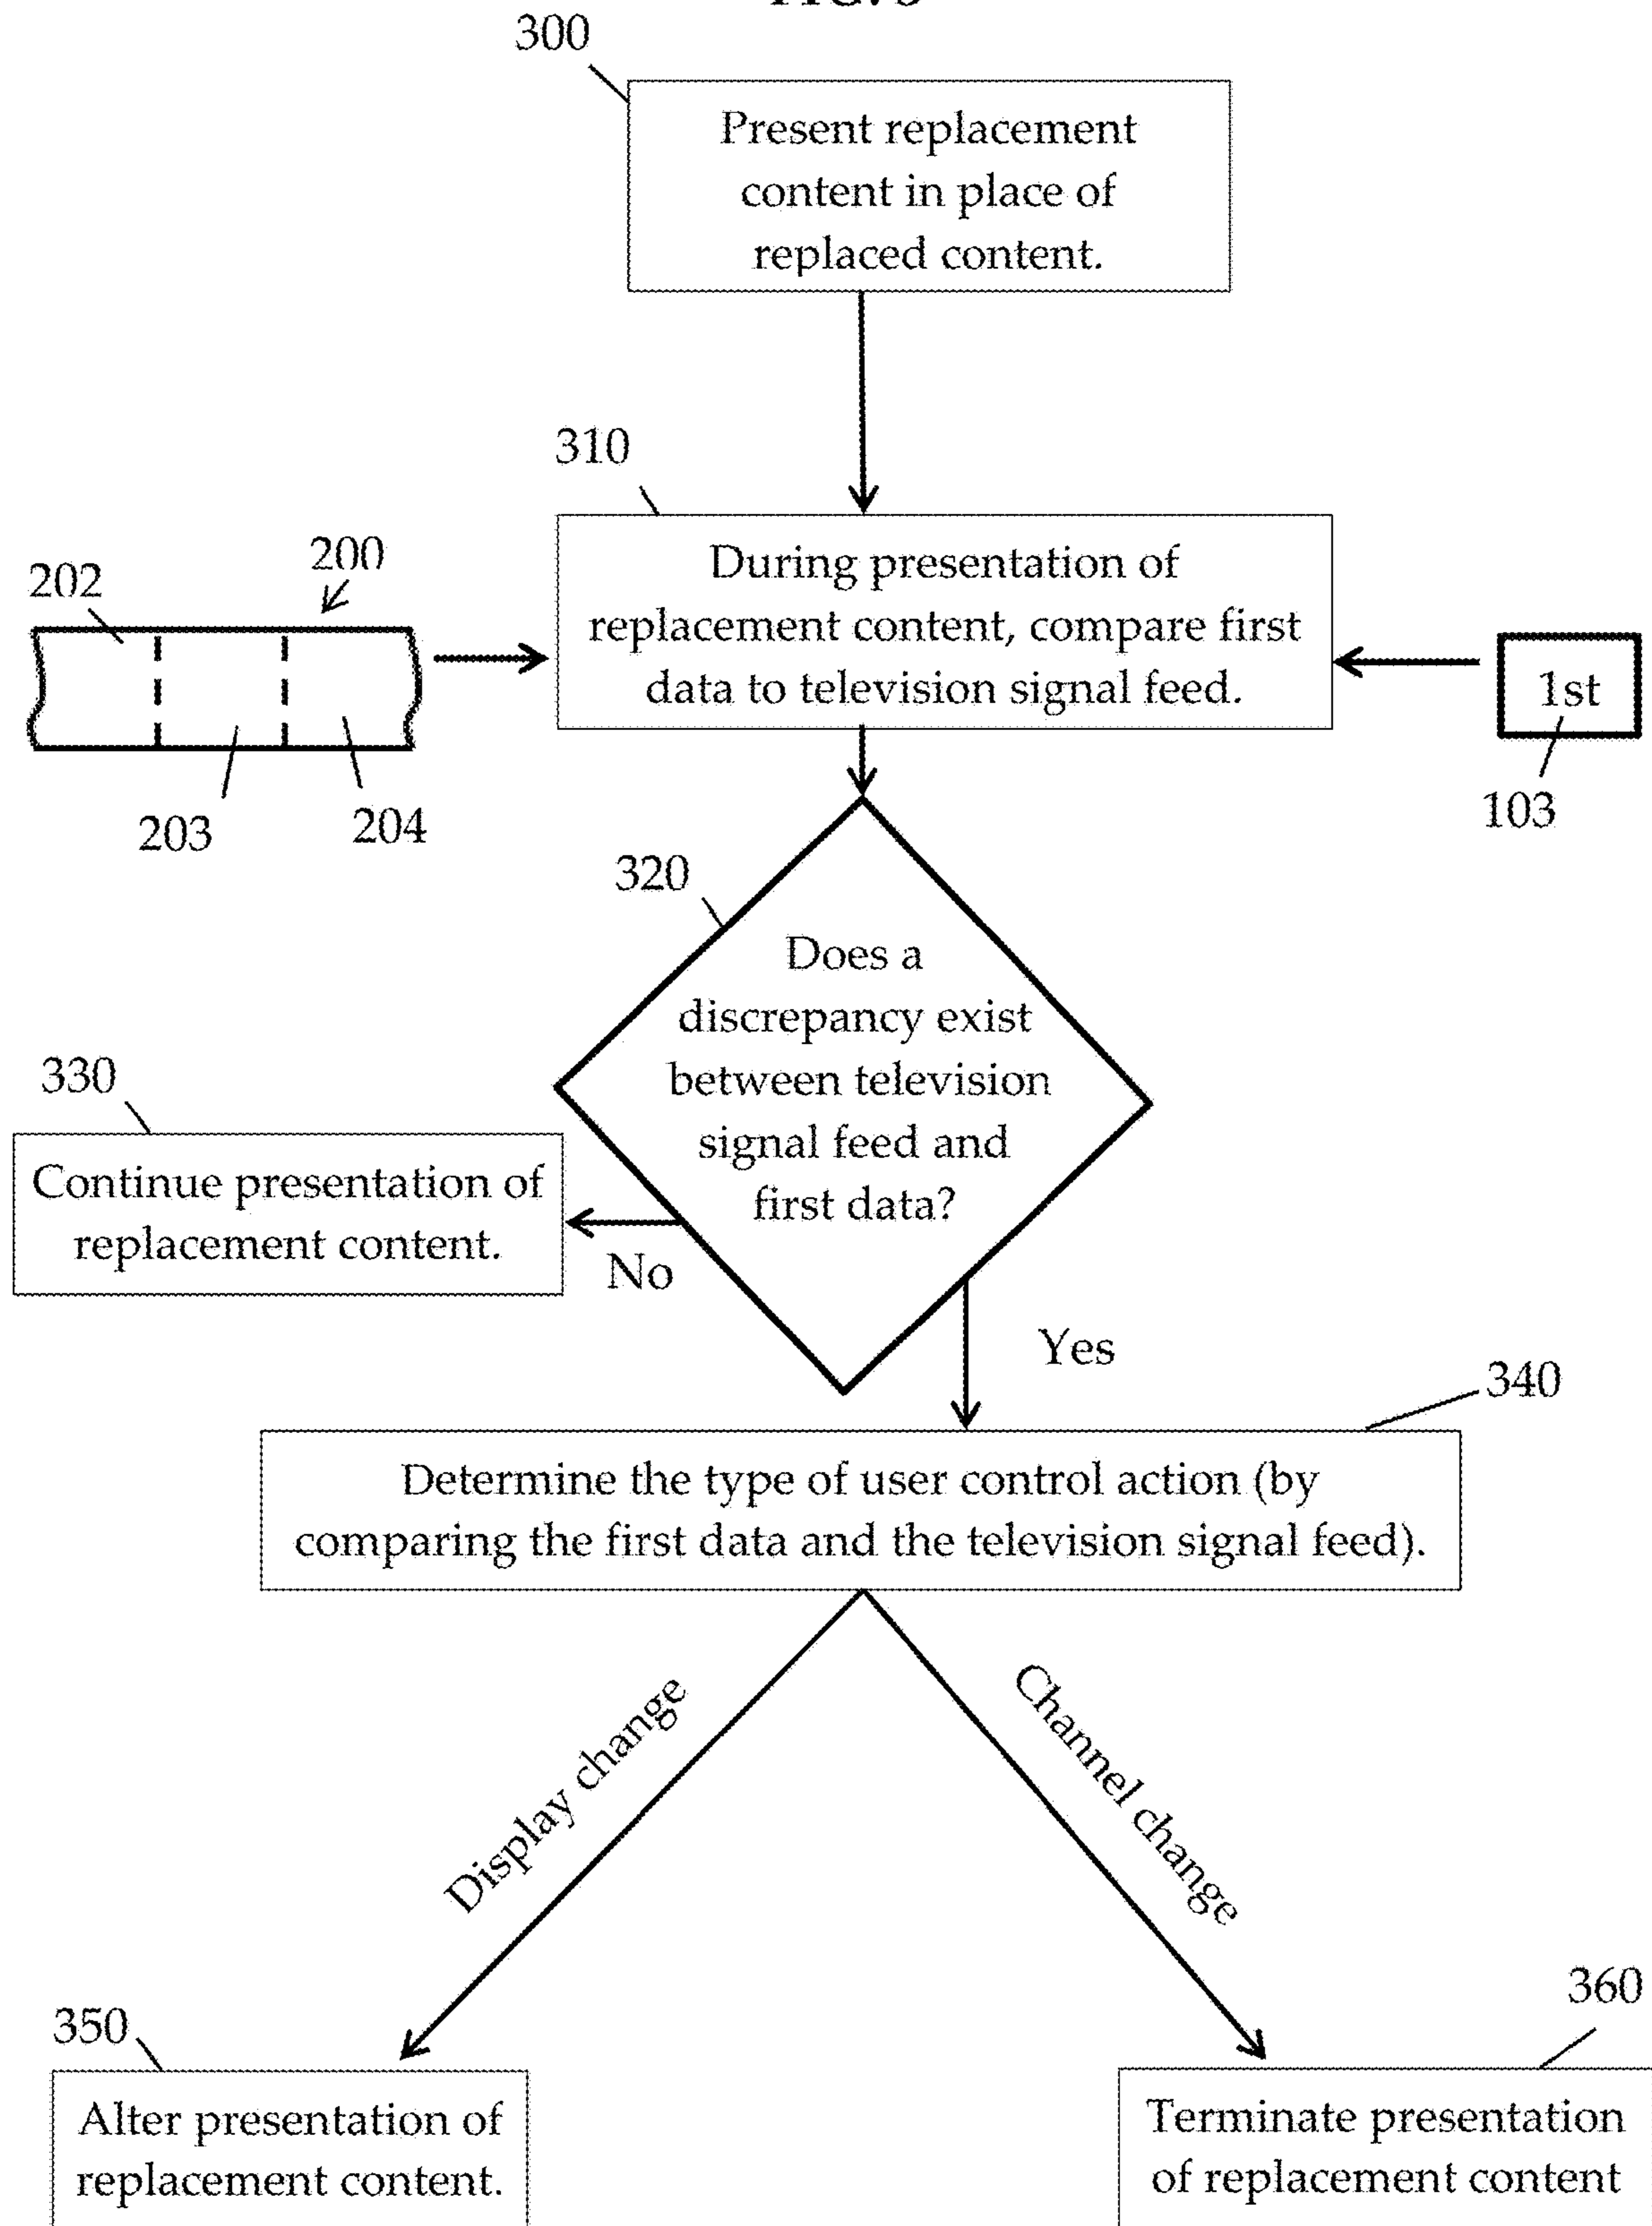 300
Present replacement
content in place of
replaced content.
310
During presentation of
replacement content, compare first
data to television signal feed.
200
202
203
204
1st
103
320
Does a
discrepancy exist
between television
signal feed and
first data?
330
Continue presentation of
replacement content.
No
Yes
340
Determine the type of user control action (by
comparing the first data and the television signal feed).
Display change
Channel change
350
Alter presentation of
replacement content.
360
Terminate presentation
of replacement content